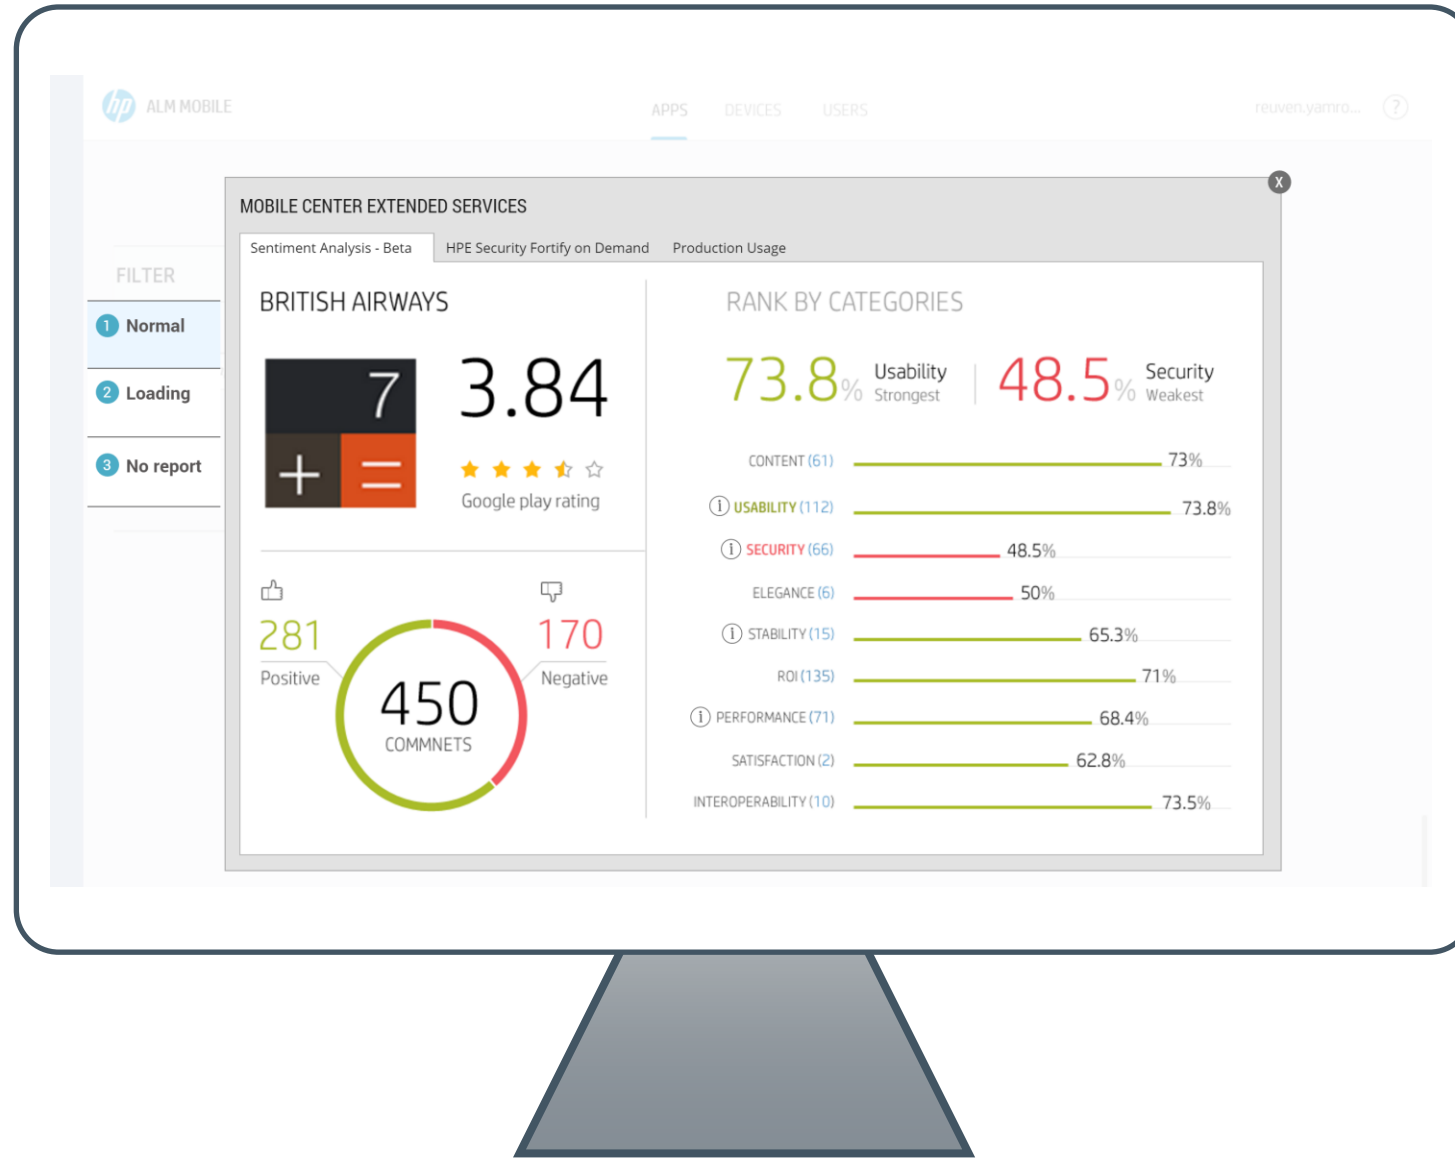 hp ALM MOBILE
APPS DEVICES USERS
reuven.yamro... ?
X
MOBILE CENTER EXTENDED SERVICES
Sentiment Analysis - Beta HPE Security Fortify on Demand Production Usage
FILTER
1 Normal
2 Loading
3 No report
BRITISH AIRWAYS
7
+ =
3.84
Google play rating
281
Positive
170
Negative
450
COMMNETS
RANK BY CATEGORIES
73.8% Usability
Strongest
48.5% Security
Weakest
CONTENT (61) 73%
i USABILITY (112) 73.8%
i SECURITY (66) 48.5%
ELEGANCE (6) 50%
i STABILITY (15) 65.3%
ROI (135) 71%
i PERFORMANCE (71) 68.4%
SATISFACTION (2) 62.8%
INTEROPERABILITY (10) 73.5%